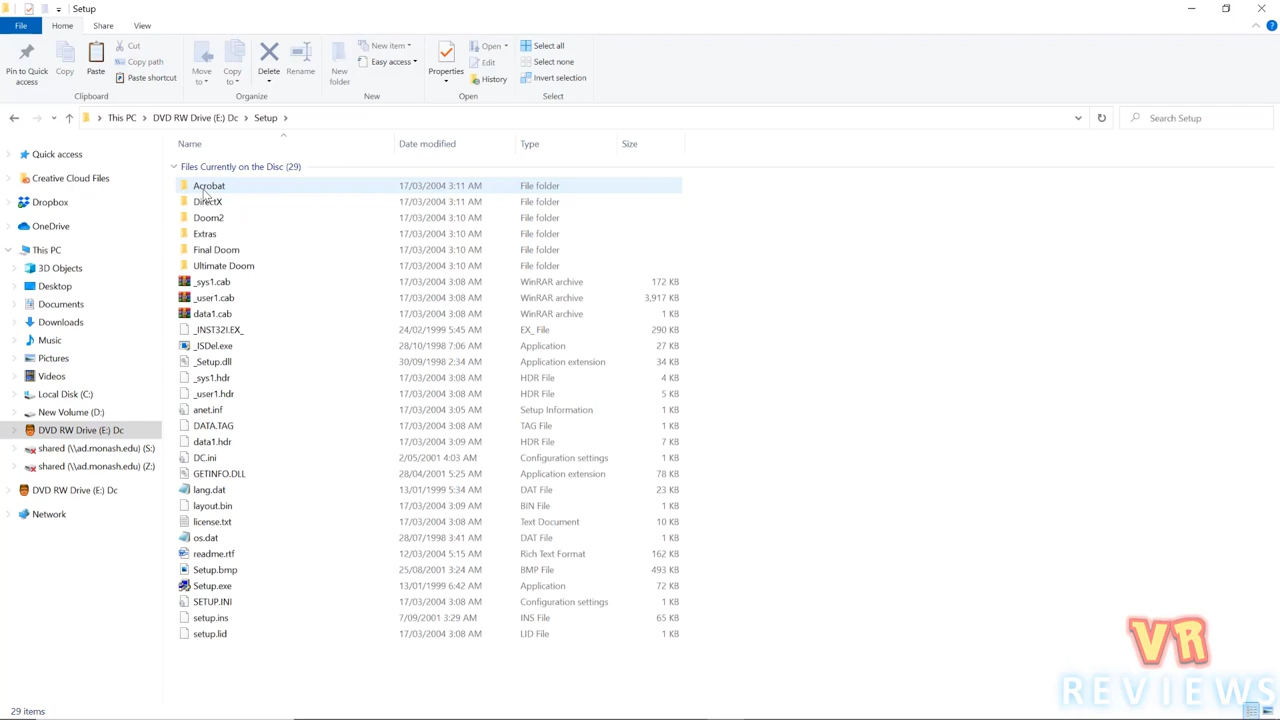 Setup
File Home Share View
Pin to Quick access
Copy
Paste
Cut
Copy path
Paste shortcut
Clipboard
Move to
Copy to
Delete
Rename
Organize
New folder
New item
Easy access
New
Properties
Open
Edit
History
Open
Select all
Select none
Invert selection
Select
This PC > DVD RW Drive (E:) Dc > Setup >
Search Setup
Quick access
Creative Cloud Files
Dropbox
OneDrive
This PC
3D Objects
Desktop
Documents
Downloads
Music
Pictures
Videos
Local Disk (C:)
New Volume (D:)
DVD RW Drive (E:) Dc
shared (\\ad.monash.edu) (S:)
shared (\\ad.monash.edu) (Z:)
DVD RW Drive (E:) Dc
Network
Name Date modified Type Size
Files Currently on the Disc (29)
Acrobat 17/03/2004 3:11 AM File folder
DirectX 17/03/2004 3:11 AM File folder
Doom2 17/03/2004 3:10 AM File folder
Extras 17/03/2004 3:10 AM File folder
Final Doom 17/03/2004 3:10 AM File folder
Ultimate Doom 17/03/2004 3:10 AM File folder
_sys1.cab 17/03/2004 3:08 AM WinRAR archive 172 KB
_user1.cab 17/03/2004 3:08 AM WinRAR archive 3,917 KB
data1.cab 17/03/2004 3:08 AM WinRAR archive 1 KB
_INST32I.EX_ 24/02/1999 5:45 AM EX_ File 290 KB
_ISDel.exe 28/10/1998 7:06 AM Application 27 KB
_Setup.dll 30/09/1998 2:34 AM Application extension 34 KB
_sys1.hdr 17/03/2004 3:08 AM HDR File 4 KB
_user1.hdr 17/03/2004 3:08 AM HDR File 5 KB
anet.inf 17/03/2004 3:05 AM Setup Information 1 KB
DATA.TAG 17/03/2004 3:08 AM TAG File 1 KB
data1.hdr 17/03/2004 3:09 AM HDR File 7 KB
DC.ini 2/05/2001 4:03 AM Configuration settings 1 KB
GETINFO.DLL 28/04/2001 5:25 AM Application extension 78 KB
lang.dat 13/01/1999 5:34 AM DAT File 23 KB
layout.bin 17/03/2004 3:09 AM BIN File 1 KB
license.txt 17/03/2004 3:08 AM Text Document 10 KB
os.dat 28/07/1998 3:41 AM DAT File 1 KB
readme.rtf 12/03/2004 5:15 AM Rich Text Format 162 KB
Setup.bmp 25/08/2001 3:24 AM BMP File 493 KB
Setup.exe 13/01/1999 6:42 AM Application 72 KB
SETUP.INI 17/03/2004 3:08 AM Configuration settings 1 KB
setup.ins 7/09/2001 3:29 AM INS File 65 KB
setup.lid 17/03/2004 3:08 AM LID File 1 KB
VR
REVIEWS
29 items